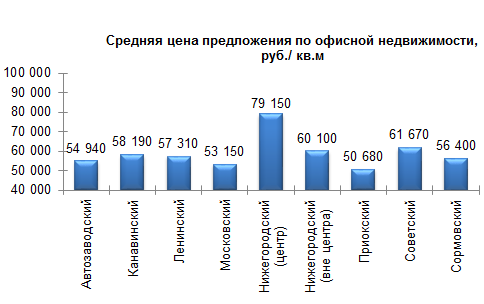 Средняя цена предложения по офисной недвижимости,
руб./ кв.м
100 000
90 000
80 000
70 000
60 000
50 000
40 000
54 940
58 190
57 310
53 150
79 150
60 100
50 680
61 670
56 400
Автозаводский
Канавинский
Ленинский
Московский
Нижегородский
(центр)
Нижегородский
(вне центра)
Приокский
Советский
Сормовский